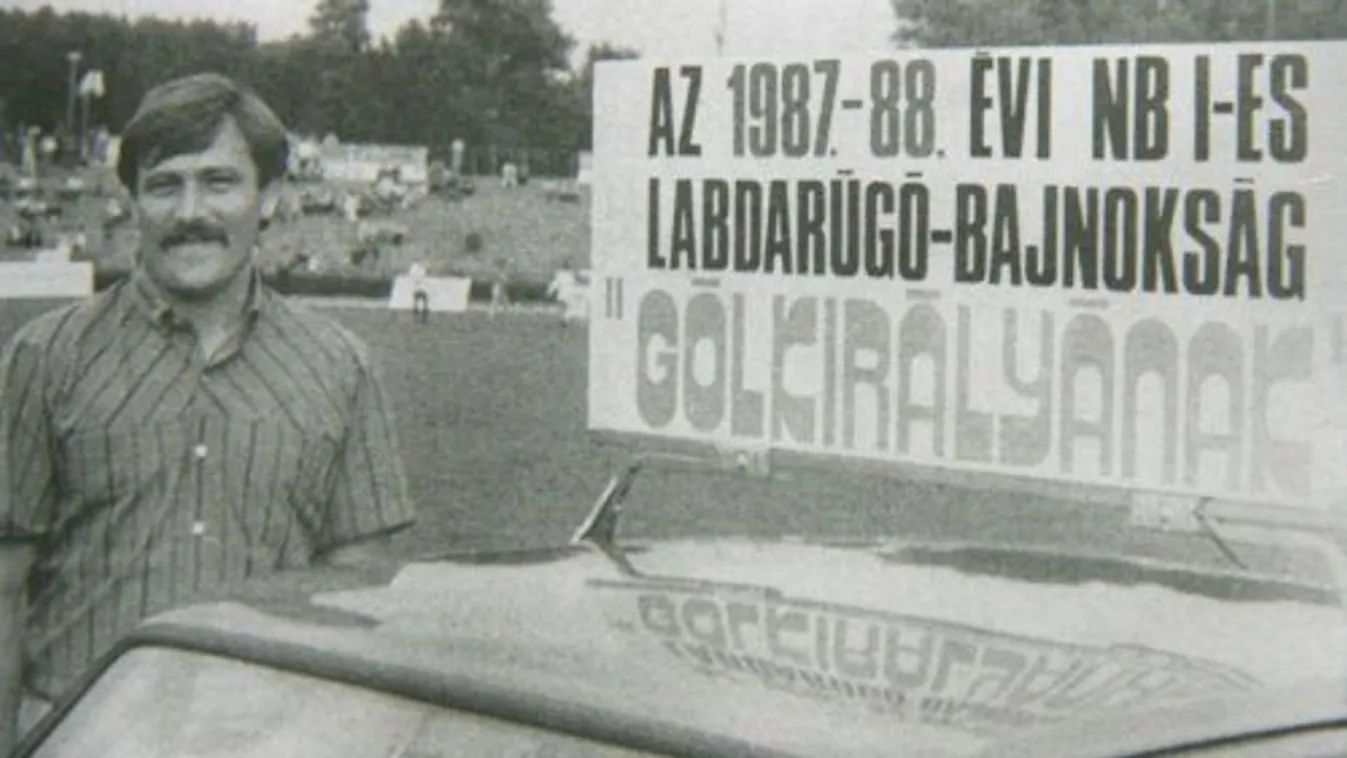 AZ 1987.-88. ÉVI NB I-ES
LABDARÚGÓ-BAJNOKSÁG
"GÓLKIRÁLYÁNAK"